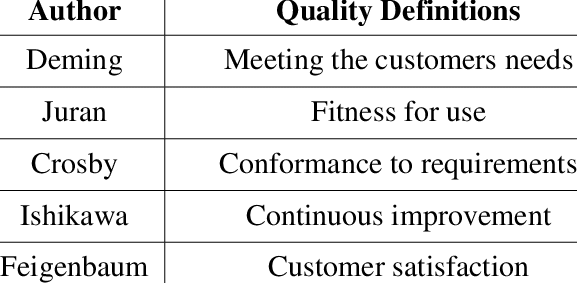 Author Quality Definitions
Deming Meeting the customers needs
Juran Fitness for use
Crosby Conformance to requirements
Ishikawa Continuous improvement
Feigenbaum Customer satisfaction